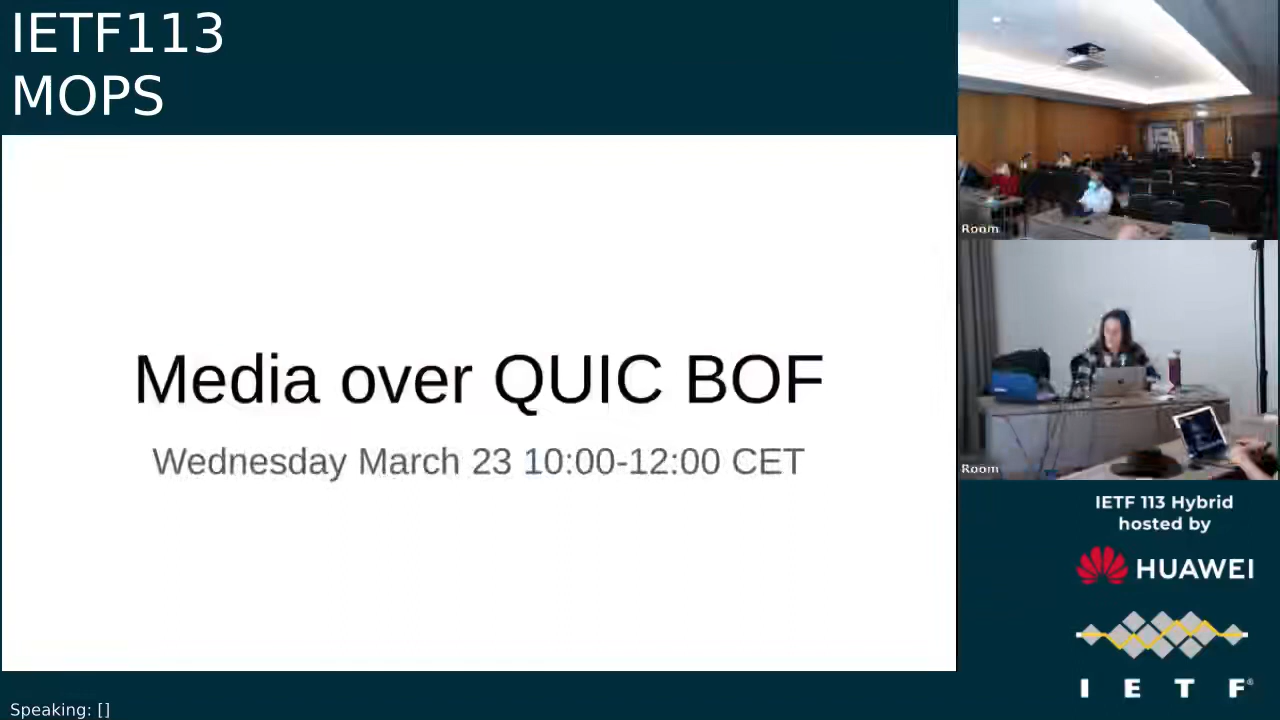 IETF113
MOPS
Media over QUIC BOF
Wednesday March 23 10:00-12:00 CET
Room
Room
IETF 113 Hybrid
hosted by
HUAWEI
I E T F®
Speaking: []